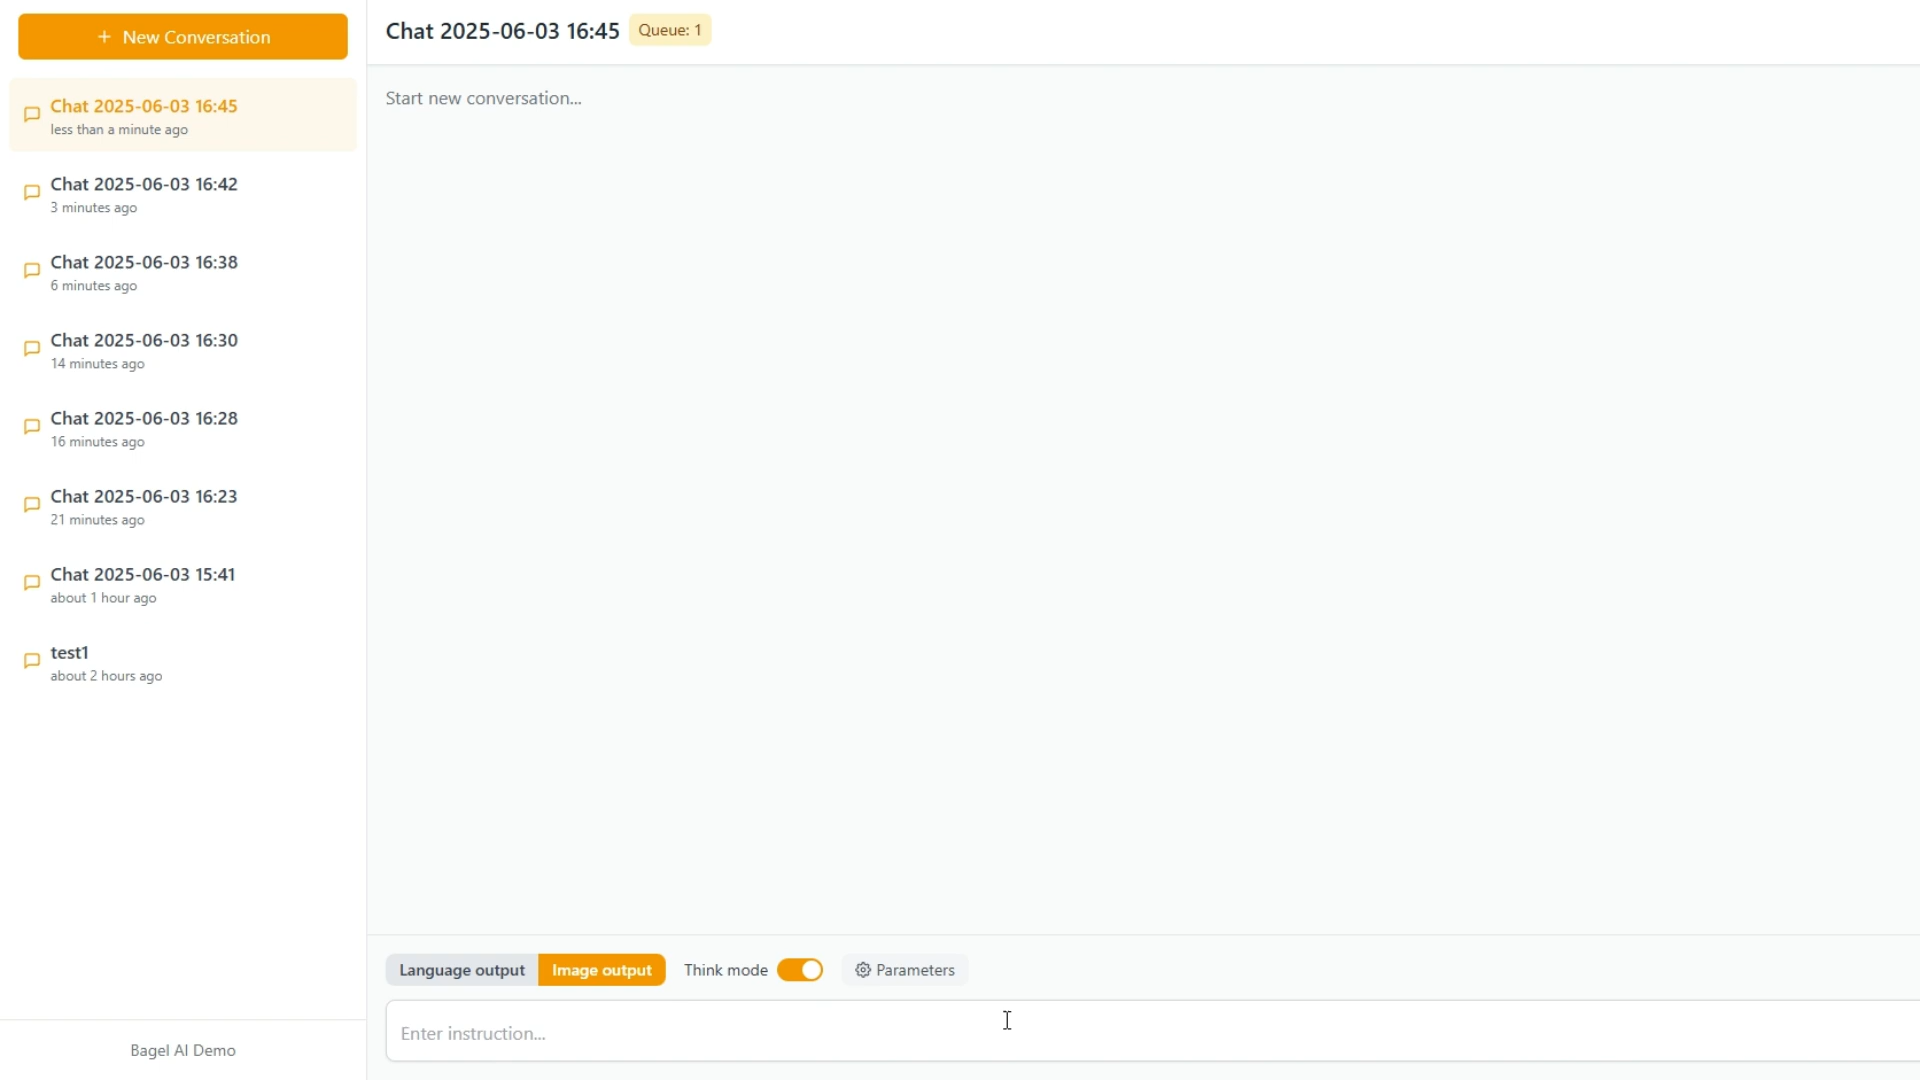 + New Conversation
Chat 2025-06-03 16:45
less than a minute ago
Chat 2025-06-03 16:42
3 minutes ago
Chat 2025-06-03 16:38
6 minutes ago
Chat 2025-06-03 16:30
14 minutes ago
Chat 2025-06-03 16:28
16 minutes ago
Chat 2025-06-03 16:23
21 minutes ago
Chat 2025-06-03 15:41
about 1 hour ago
test1
about 2 hours ago
Bagel AI Demo
Chat 2025-06-03 16:45 Queue: 1
Start new conversation...
Language output Image output Think mode Parameters
Enter instruction...